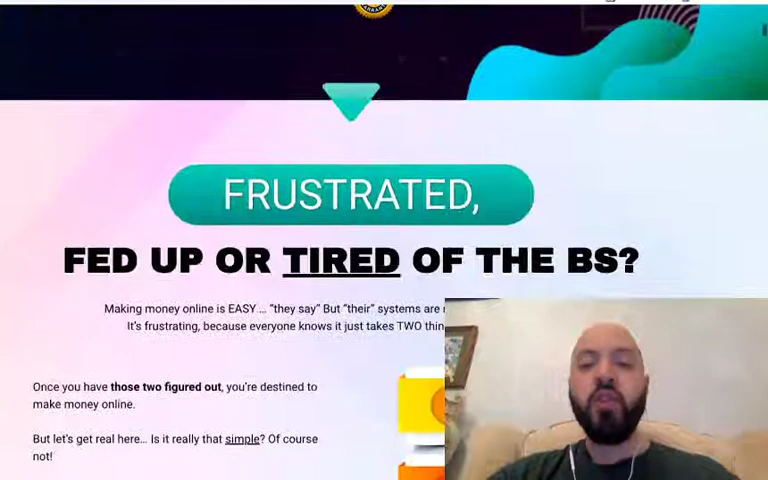 FRUSTRATED,
FED UP OR TIRED OF THE BS?
Making money online is EASY... “they say” But “their” systems are
It's frustrating, because everyone knows it just takes TWO
Once you have those two figured out, you're destined to
make money online.
But let's get real here... Is it really that simple? Of course
not!